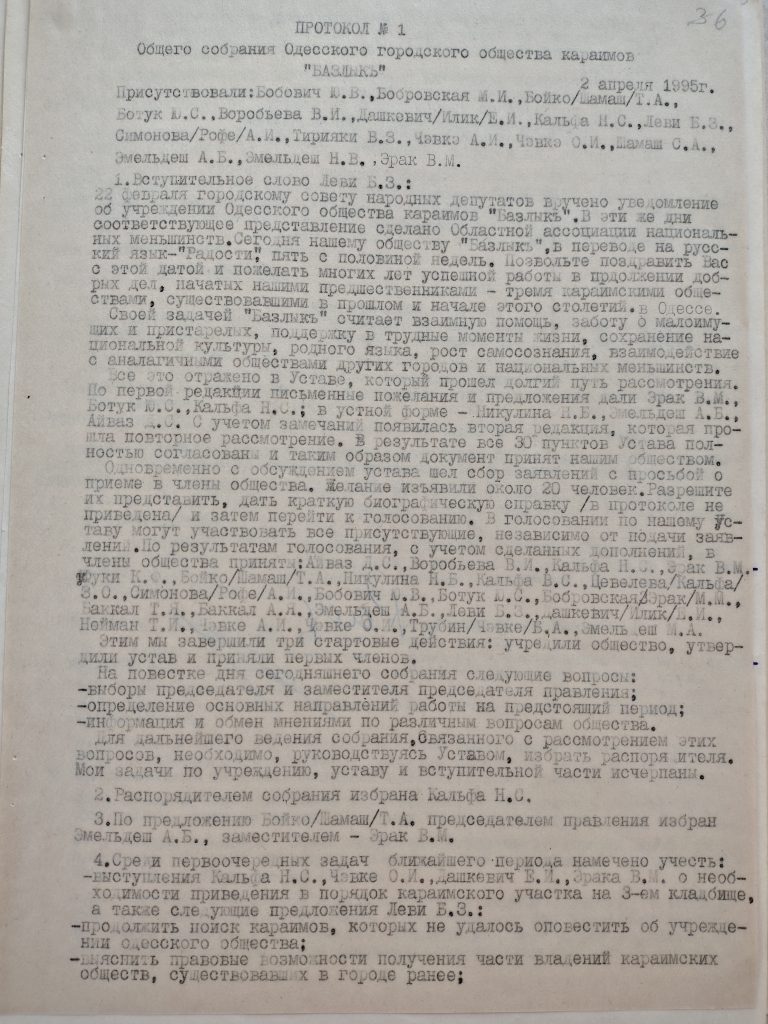 36
ПРОТОКОЛ № 1
Общего собрания Одесского городского общества караимов
"БАЗЛЫКЪ"
2 апреля 1995г.
Присутствовали:Бобович Ю.В.,Бобровская М.И.,Бойко/Шамаш/Т.А.,
Ботук Ю.С.,Воробьева В.И.,Дашкевич/Илик/Е.И.,Кальфа Н.С.,Леви Б.З.,
Симонова/Рофе/А.И.,Тирияки В.З.,Чэвкэ А.И.,Чэвкэ О.И.,Шамаш С.А.,
Эмельдеш А.Б.,Эмельдеш Н.В.,Эрак В.М.
1.Вступительное слово Леви Б.З.:
22 февраля городскому совету народных депутатов вручено уведомление
об учреждении Одесского общества караимов "Базлыкъ".В эти же дни
соответствующее представление сделано Областной ассоциации националь-
ных меньшинств.Сегодня нашему обществу "Базлыкъ",в переводе на рус-
ский язык-"Радости",пять с половиной недель. Позвольте поздравить Вас
с этой датой и пожелать многих лет успешной работы в прдолжении доб-
рых дел, начатых нашими предшественниками - тремя караимскими обще-
ствами, существовавшими в прошлом и начале этого столетий в Одессе.
Своей задачей "Базлыкъ" считает взаимную помощь, заботу о малоиму-
щих и пристарелых, поддержку в трудные моменты жизни, сохранение на-
циональной культуры, родного языка, рост самосознания, взаимодействие
с аналагичными обществами других городов и национальных меньшинств.
Все это отражено в Уставе, который прошел долгий путь рассмотрения.
По первой редакции письменные пожелания и предложения дали Эрак В.М.,
Ботук Ю.С.,Кальфа Н.С.; в устной форме - Пикулина Н.Б.,Эмельдеш А.Б.,
Айваз Д.С. С учетом замечаний появилась вторая редакция, которая про-
шла повторное рассмотрение. В результате все 30 пунктов Устава пол-
ностью согласованы и таким образом документ принят нашим обществом.
Одновременно с обсуждением устава шел сбор заявлений с просьбой о
приеме в члены общества. Желание изъявили около 20 человек.Разрешите
их представить, дать краткую биографическую справку /в протоколе не
приведена/ и затем перейти к голосованию. В голосовании по нашему Ус-
таву могут участвовать все присутствующие, независимо от подачи заяв-
ления.По результатам голосования, с учетом сделанных дополнений, в
члены общества приняты:Айваз Д.С.,Воробьева В.И.,Кальфа Н.С.,Эрак В.М.
Фуки К.Ф.,Бойко/Шамаш/Т.А.,Пикулина Н.Б.,Кальфа В.С.,Цевелева/Кальфа/
З.С.,Симонова/Рофе/А.И.,Бобович Ю.В.,Ботук Ю.С.,Бобровская/Эрак/М.М.,
Баккал Т.Я.,Баккал А.Я.,Эмельдеш А.Б.,Леви Б.З.,Дашкевич/Илик/Е.И.,
Нейман Т.И.,Чэвке А.И.,Чэвке О.И.,Трубин/Чэвке/Б.А.,Эмельдеш М.А.
Этим мы завершили три стартовые действия: учредили общество, утвер-
дили устав и приняли первых членов.
На повестке дня сегодняшнего собрания следующие вопросы:
-выборы председателя и заместителя председателя правления;
-определение основных направлений работы на предстоящий период;
-информация и обмен мнениями по различным вопросам общества.
Для дальнейшего ведения собрания,связанного с рассмотрением этих
вопросов, необходимо, руководствуясь Уставом, избрать распоря ителя.
Мои задачи по учреждению, уставу и вступительной части исчерпаны.
2.Распорядителем собрания избрана Кальфа Н.С.
3.По предложению Бойко/Шамаш/Т.А. председателем правления избран
Эмельдеш А.Б., заместителем - Эрак В.М.
4.Среди первоочередных задач ближайшего периода намечено учесть:
-выступления Кальфа Н.С.,Чэвке О.И.,Дашкевич Е.И.,Эрака В.М. о необ-
ходимости приведения в порядок караимского участка на 3-ем кладбище,
а также следующие предложения Леви Б.З.:
-продолжить поиск караимов, которых не удалось оповестить об учрежде-
нии одесского общества;
-выяснить правовые возможности получения части владений караимских
обществ, существовавших в городе ранее;